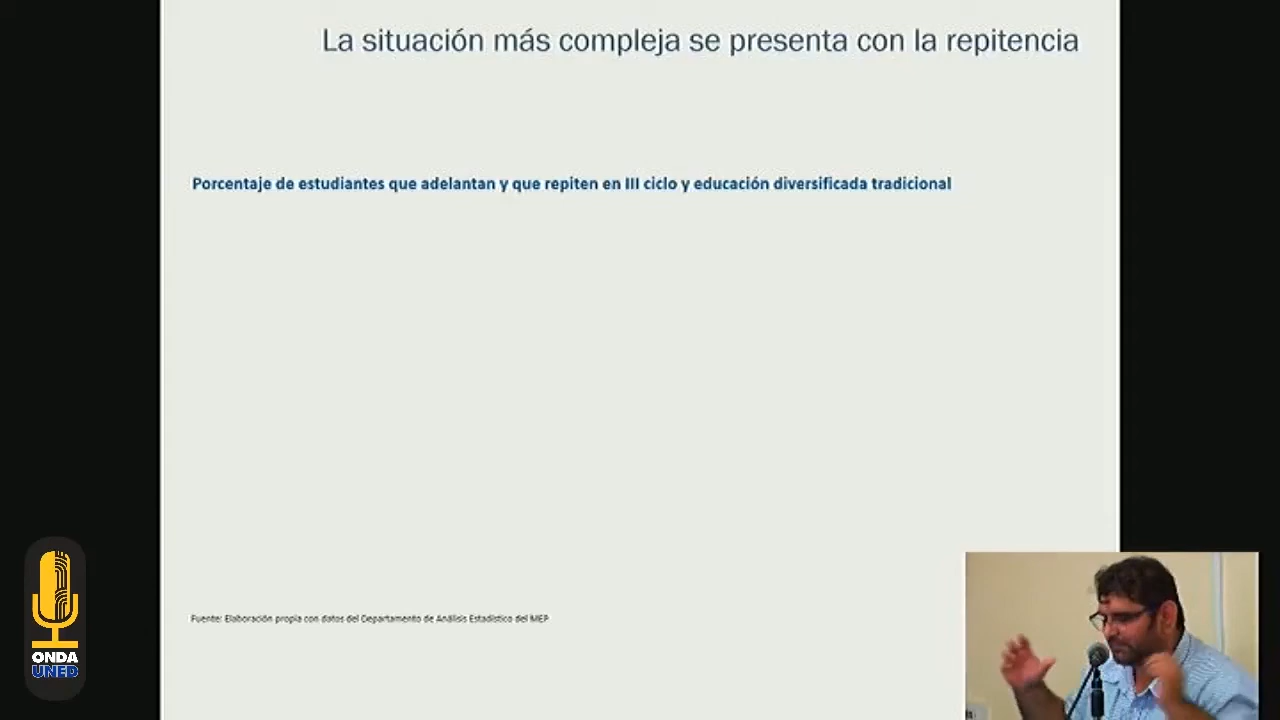 La situación más compleja se presenta con la repitencia
Porcentaje de estudiantes que adelantan y que repiten en III ciclo y educación diversificada tradicional
Fuente: Elaboración propia con datos del Departamento de Análisis Estadístico del MEP
ONDA
UNED